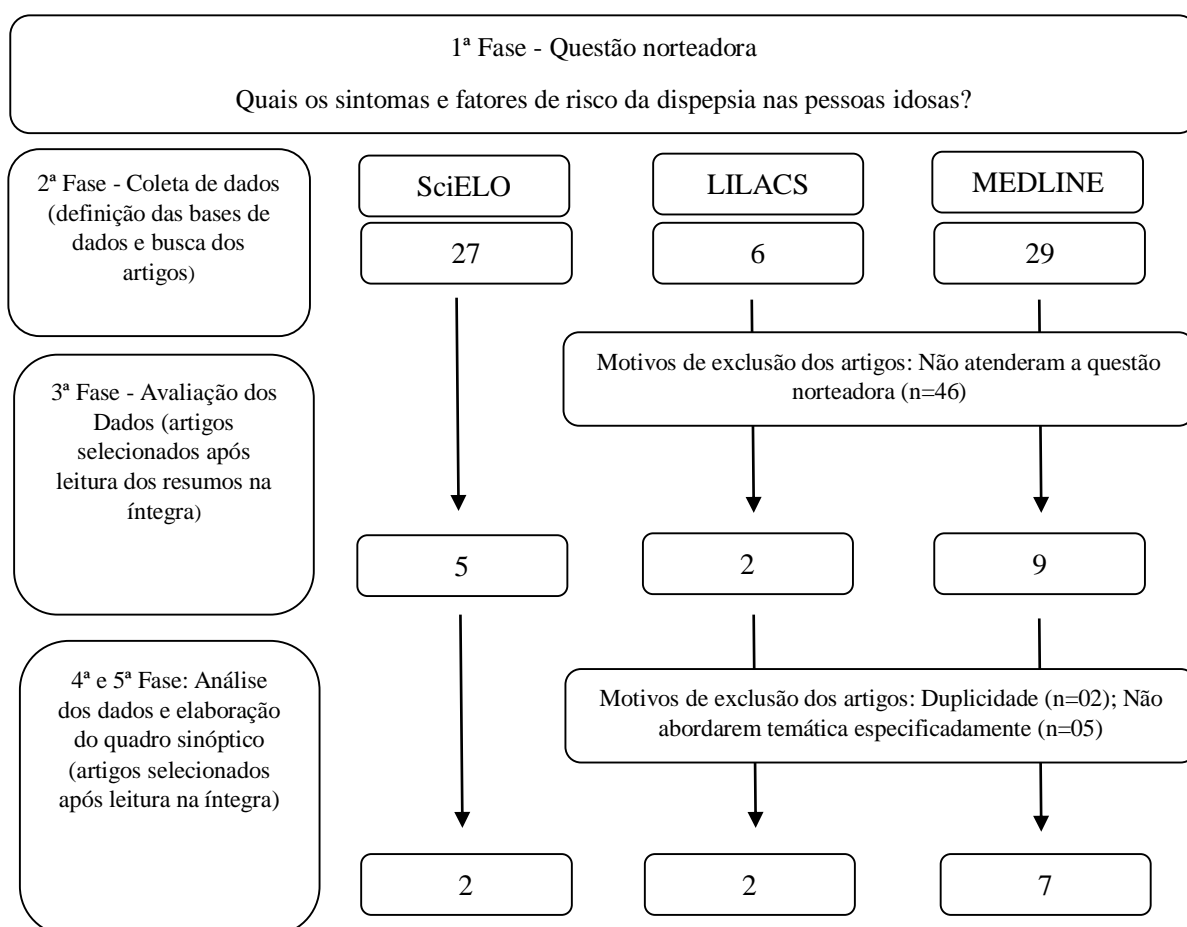 1ª Fase - Questão norteadora
Quais os sintomas e fatores de risco da dispepsia nas pessoas idosas?
2ª Fase - Coleta de dados
(definição das bases de
dados e busca dos
artigos)
SciELO
LILACS
MEDLINE
27
6
29
Motivos de exclusão dos artigos: Não atenderam a questão
norteadora (n=46)
3ª Fase - Avaliação dos
Dados (artigos
selecionados após
leitura dos resumos na
íntegra)
5
2
9
4ª e 5ª Fase: Análise
dos dados e elaboração
do quadro sinóptico
(artigos selecionados
após leitura na íntegra)
Motivos de exclusão dos artigos: Duplicidade (n=02); Não
abordarem temática especificadamente (n=05)
2
2
7